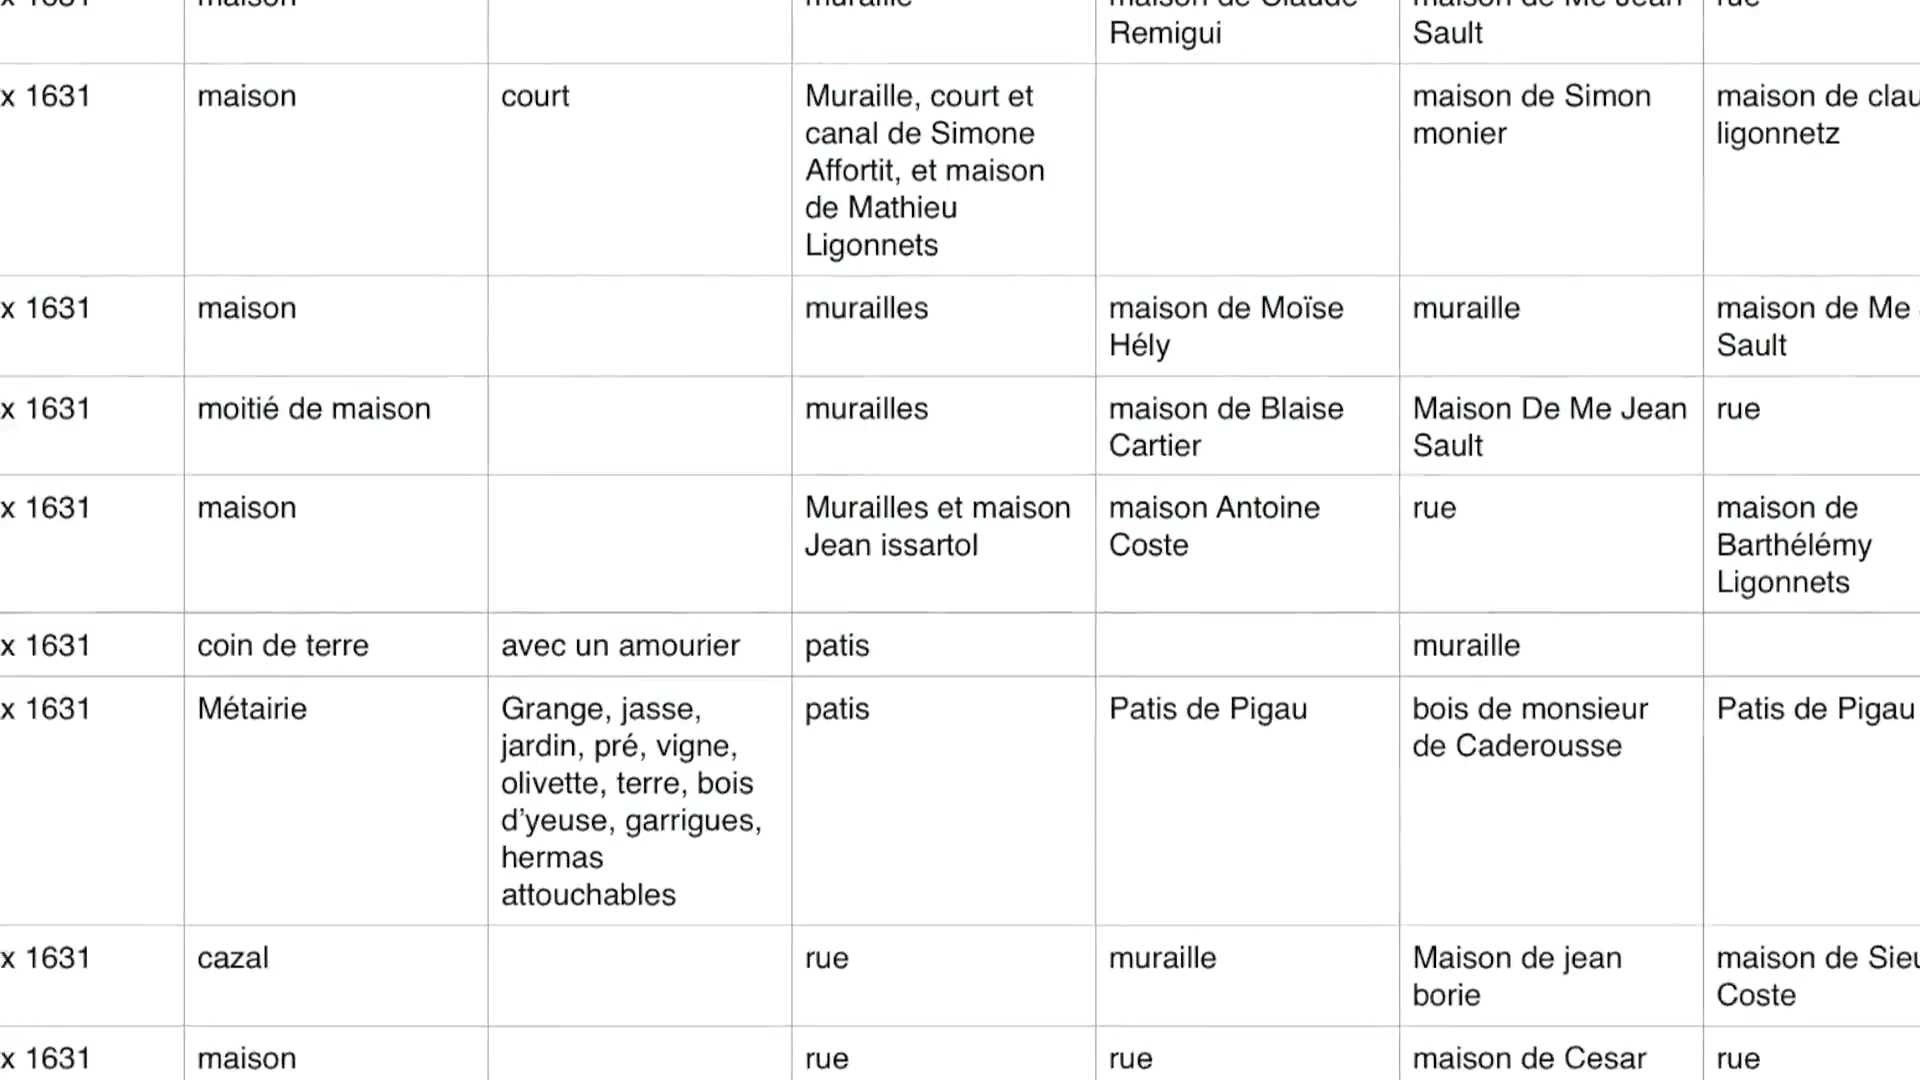 x 1631 maison muraille maison de Claude maison de Me Jean rue
Remigui Sault
x 1631 maison court Muraille, court et maison de Simon maison de clau
canal de Simone monier ligonnetz
Affortit, et maison
de Mathieu
Ligonnets
x 1631 maison murailles maison de Moïse muraille maison de Me
Hély Sault
x 1631 moitié de maison murailles maison de Blaise Maison De Me Jean rue
Cartier Sault
x 1631 maison Murailles et maison maison Antoine rue maison de
Jean issartol Coste Barthélémy
Ligonnets
x 1631 coin de terre avec un amourier patis muraille
x 1631 Métairie Grange, jasse, patis Patis de Pigau bois de monsieur Patis de Pigau
jardin, pré, vigne, de Caderousse
olivette, terre, bois
d’yeuse, garrigues,
hermas
attouchables
x 1631 cazal rue muraille Maison de jean maison de Sieu
borie Coste
x 1631 maison rue rue maison de Cesar rue